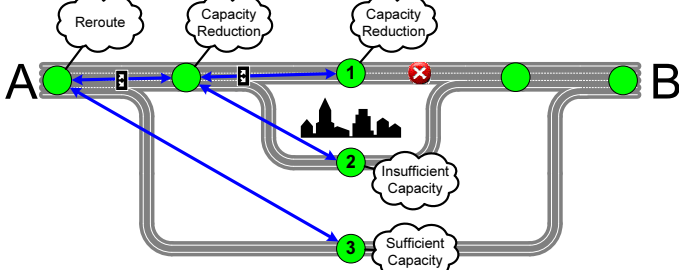 Reroute
Capacity
Reduction
Capacity
Reduction
A
1
B
2
Insufficient
Capacity
3
Sufficient
Capacity